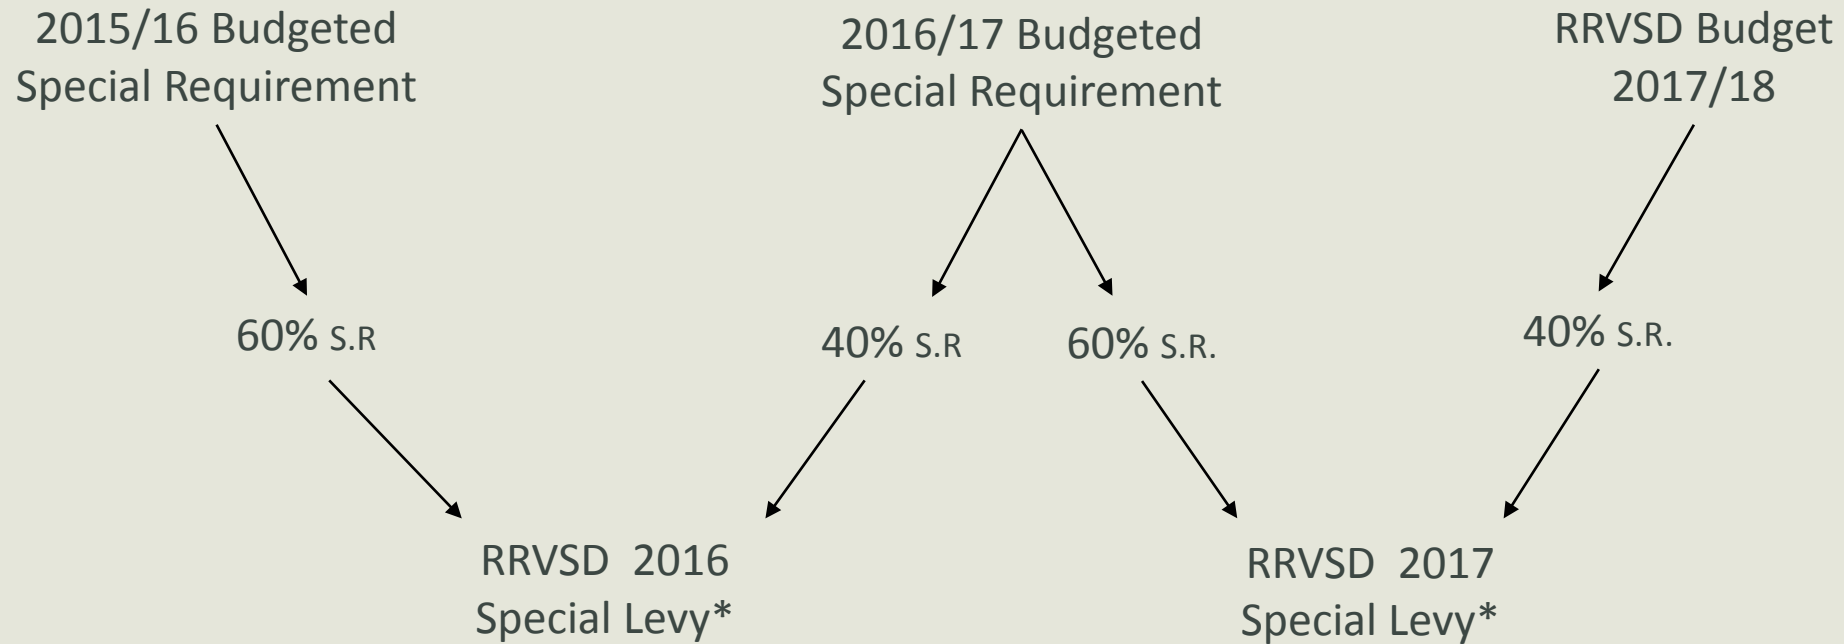 2015/16 Budgeted
Special Requirement
2016/17 Budgeted
Special Requirement
RRVSD Budget
2017/18
60% S.R
40% S.R
60% S.R.
40% S.R.
RRVSD 2016
Special Levy*
RRVSD 2017
Special Levy*